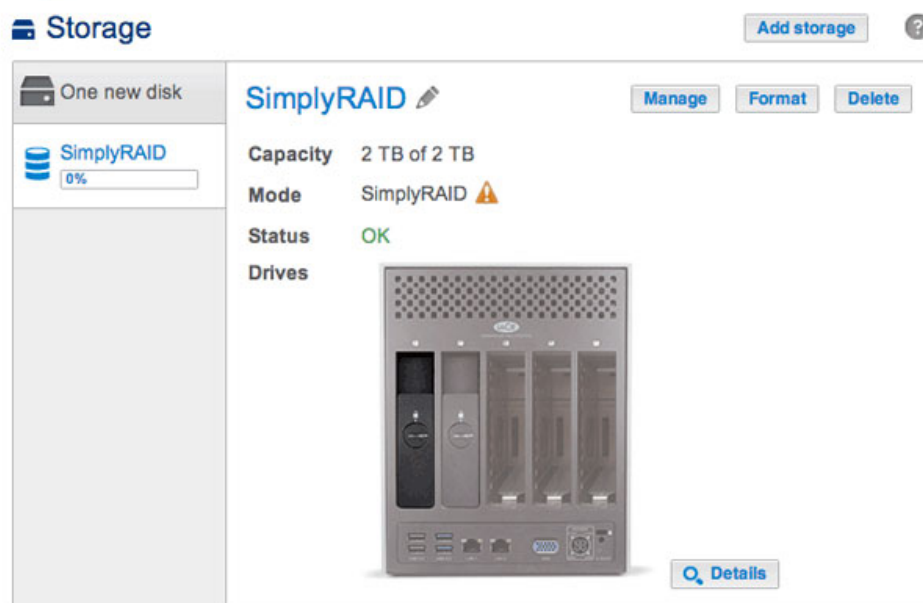 Storage
Add storage
?
One new disk
SimplyRAID
0%
SimplyRAID
Manage
Format
Delete
Capacity 2 TB of 2 TB
Mode SimplyRAID
Status OK
Drives
LACIE
Details